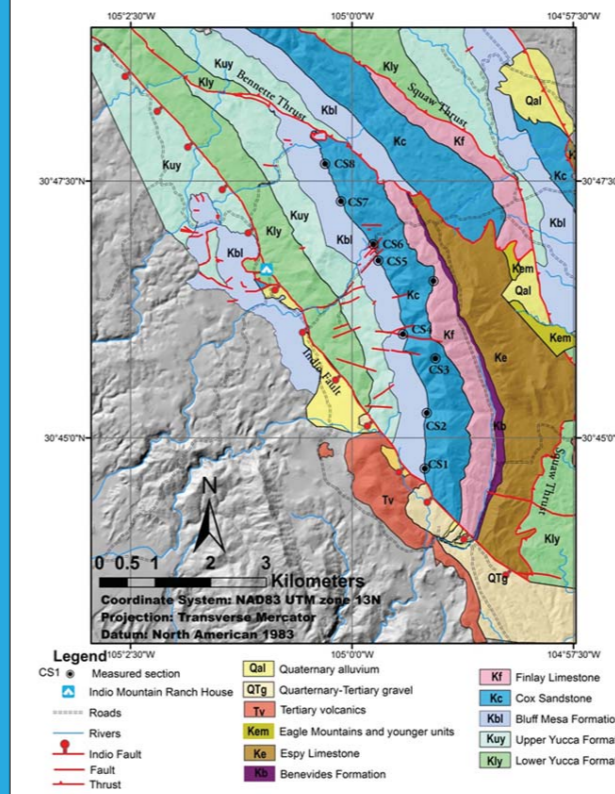 105°2'30"W 105°0'0"W 104°57'30"W
Kuy
Kly
Bennette Thrust
Kbl
Kly
Squaw Thrust
Kf
Qal
Kc
Kc
30°47'30"N
30°47'30"N
CS8
Kuy
CS7
Kuy
Kbl
Kly
Kbl
Kbl
CS6
CS5
Kem
Qal
Kc
CS4
Kf
Kem
Ke
CS3
Indio Fault
CS2
Kb
30°45'0"N
30°45'0"N
CS1
Squaw Thrust
Tv
N
Kly
QTg
0 0.5 1 2 3
Kilometers
Coordinate System: NAD83 UTM zone 13N
Projection: Transverse Mercator
Datum: North American 1983
105°2'30"W 105°0'0"W 104°57'30"W
Legend
CS1 Measured section
Indio Mountain Ranch House
Roads
Rivers
Indio Fault
Fault
Thrust
Qal Quaternary alluvium
QTg Quarternary-Tertiary gravel
Tv Tertiary volcanics
Kem Eagle Mountains and younger units
Ke Espy Limestone
Kb Benevides Formation
Kf Finlay Limestone
Kc Cox Sandstone
Kbl Bluff Mesa Formation
Kuy Upper Yucca Format
Kly Lower Yucca Format